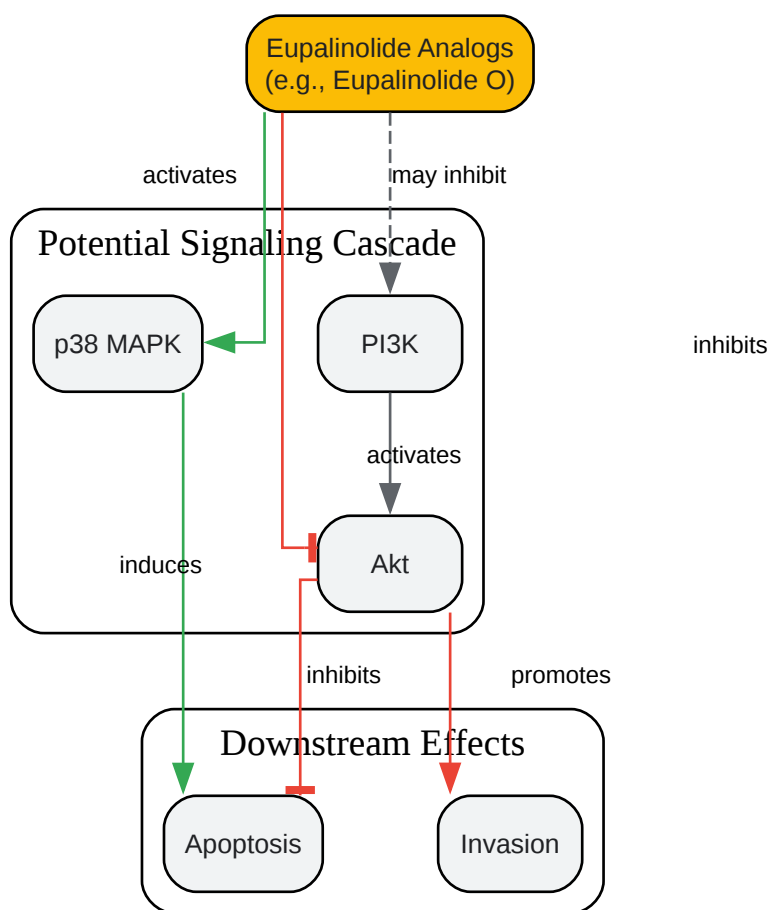 Eupalinolide Analogs
(e.g., Eupalinolide O)
activates
may inhibit
Potential Signaling Cascade
p38 MAPK
PI3K
inhibits
activates
induces
Akt
inhibits
promotes
Downstream Effects
Apoptosis
Invasion